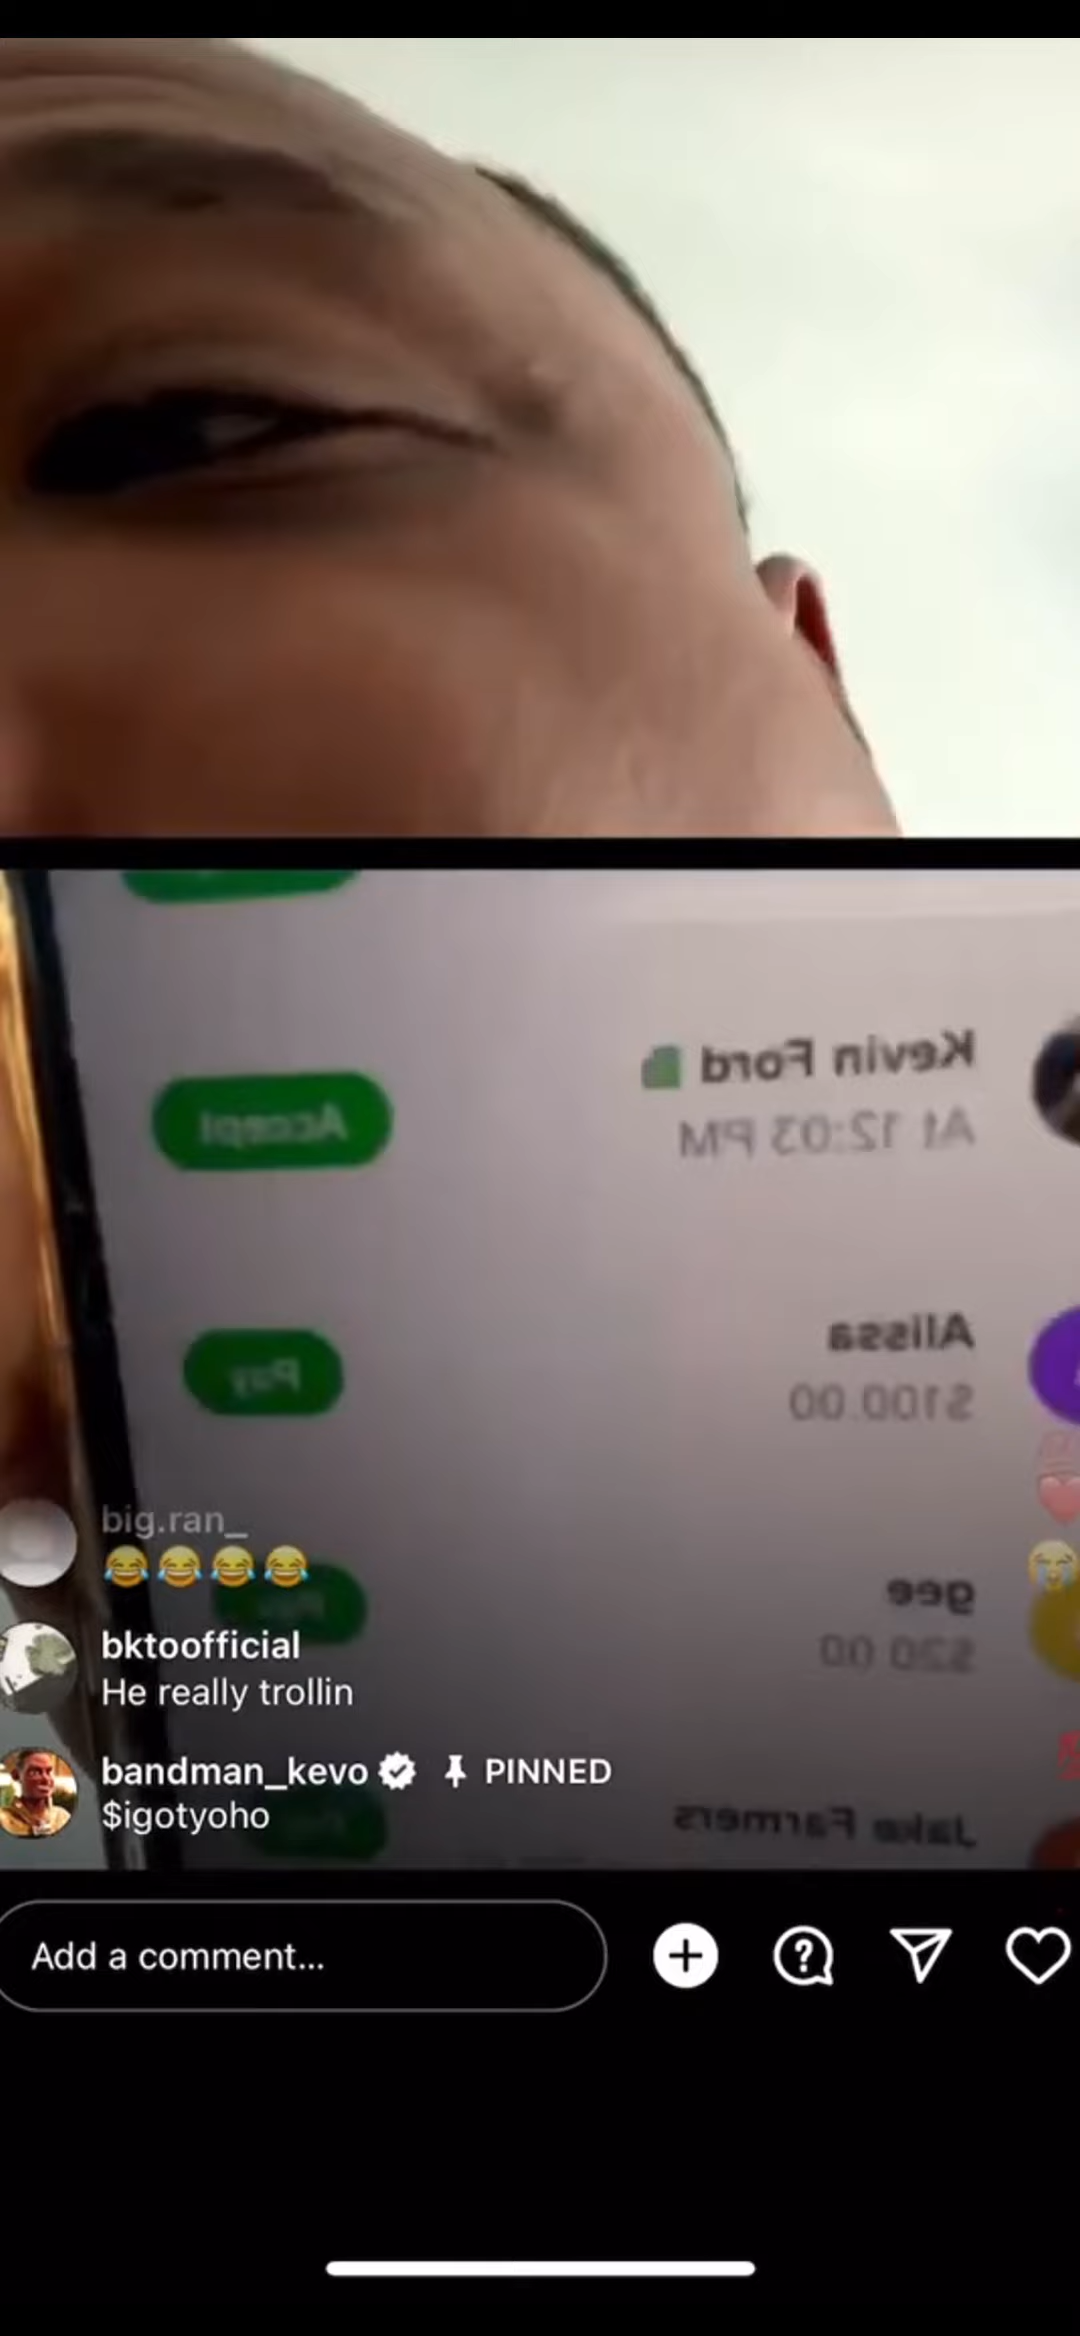 Kevin Ford
At 12:03 PM
Accept
Alissa
$100.00
Pay
big.ran_
😂😂😂😂
gee
$20.00
bktoofficial
He really trollin
bandman_kevo PINNED
$igotyoho
Jake Farmers
Add a comment...